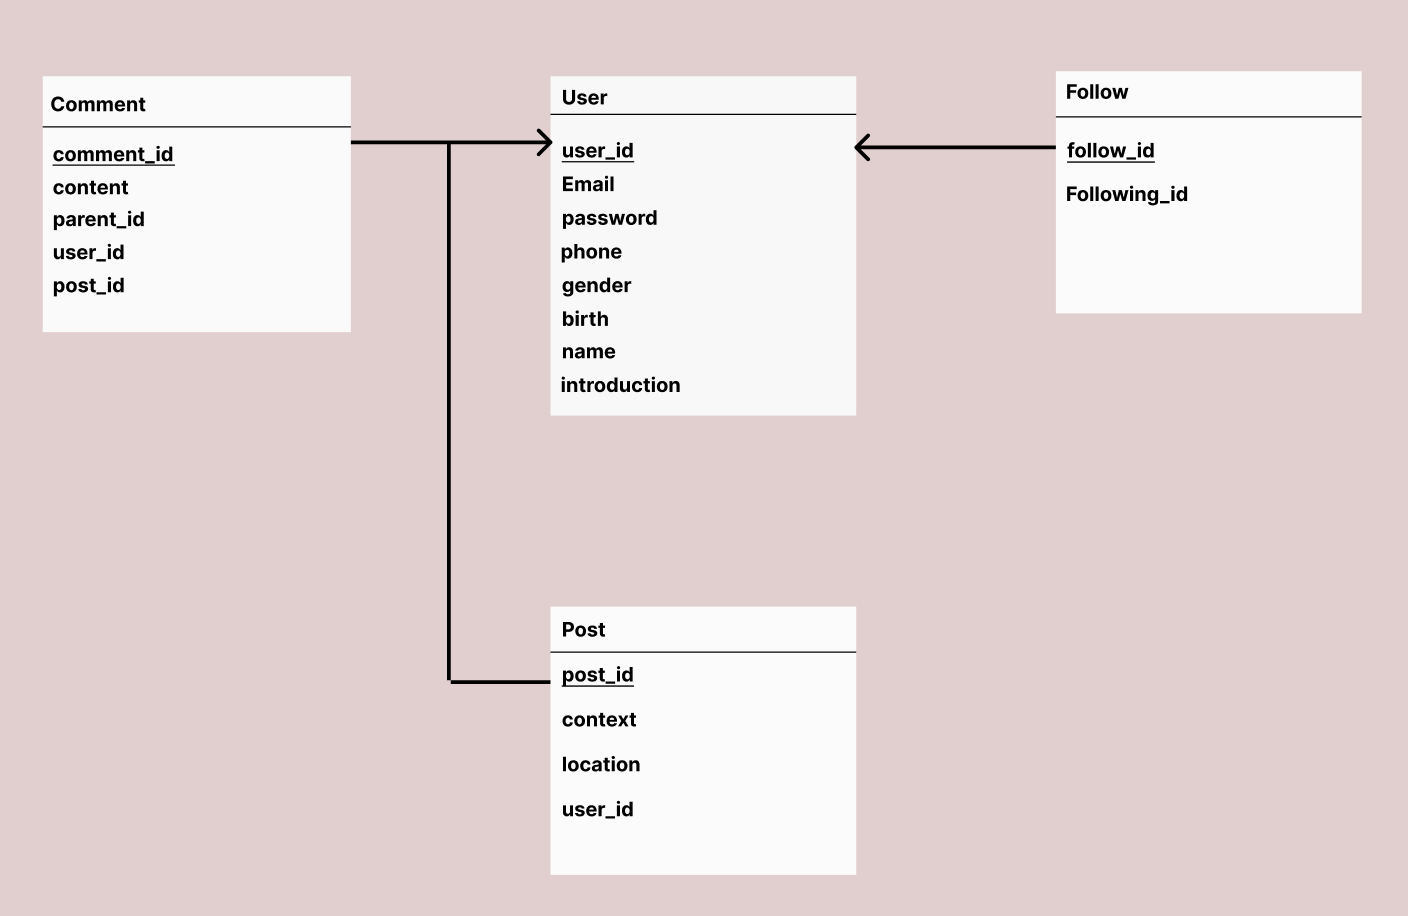 Comment
comment_id
content
parent_id
user_id
post_id
User
user_id
Email
password
phone
gender
birth
name
introduction
Follow
follow_id
Following_id
Post
post_id
context
location
user_id